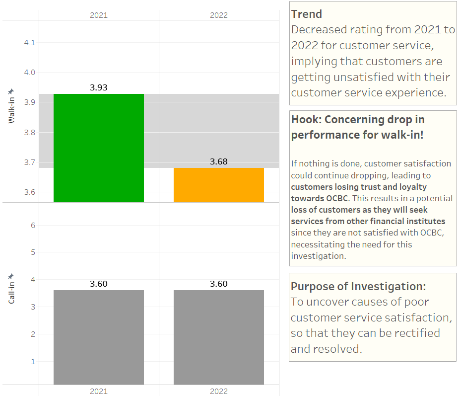 2021 2022
Walk-in *
4.1
4.0
3.9
3.8
3.7
3.6
3.93
3.68
Call-in *
6
5
4
3
2
1
3.60 3.60
2021 2022
Trend
Decreased rating from 2021 to
2022 for customer service,
implying that customers are
getting unsatisfied with their
customer service experience.
Hook: Concerning drop in
performance for walk-in!
If nothing is done, customer satisfaction
could continue dropping, leading to
customers losing trust and loyalty
towards OCBC. This results in a potential
loss of customers as they will seek
services from other financial institutes
since they are not satisfied with OCBC,
necessitating the need for this
investigation.
Purpose of Investigation:
To uncover causes of poor
customer service satisfaction,
so that they can be rectified
and resolved.